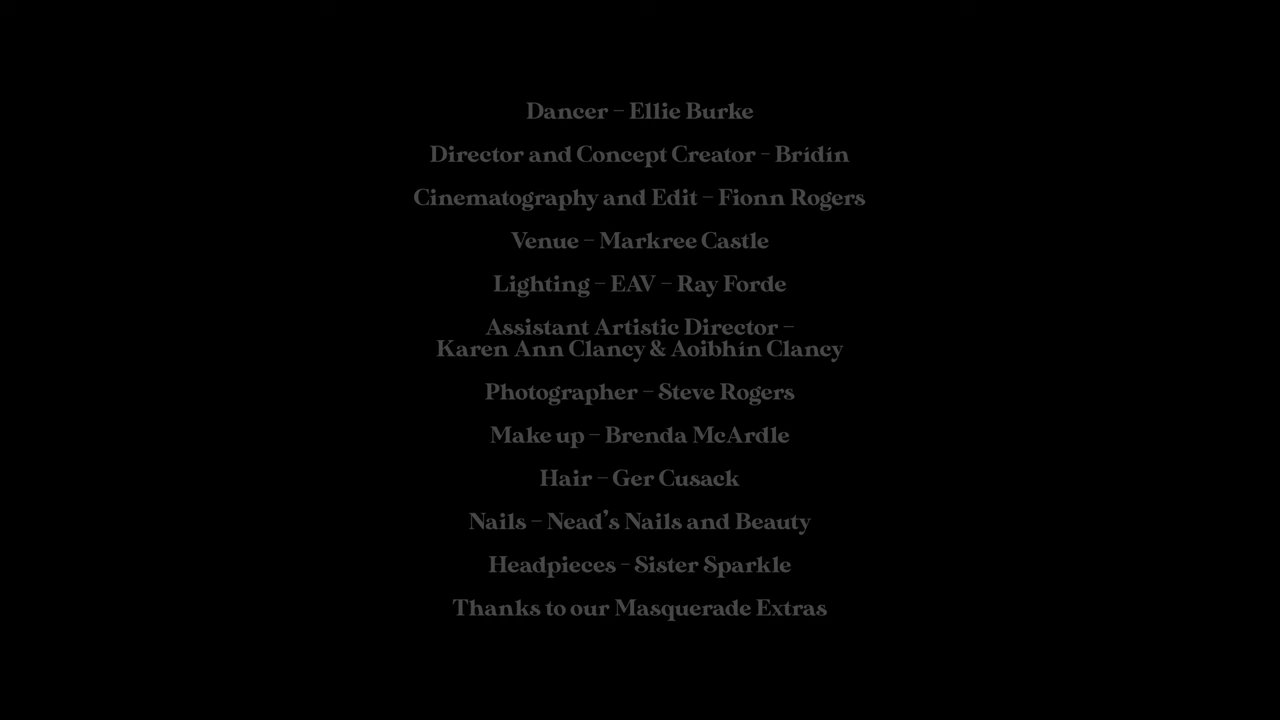 Dancer – Ellie Burke
Director and Concept Creator – Brídín
Cinematography and Edit – Fionn Rogers
Venue – Markree Castle
Lighting – EAV – Ray Forde
Assistant Artistic Director –
Karen Ann Clancy & Aoibhín Clancy
Photographer – Steve Rogers
Make up – Brenda McArdle
Hair – Ger Cusack
Nails – Nead’s Nails and Beauty
Headpieces – Sister Sparkle
Thanks to our Masquerade Extras